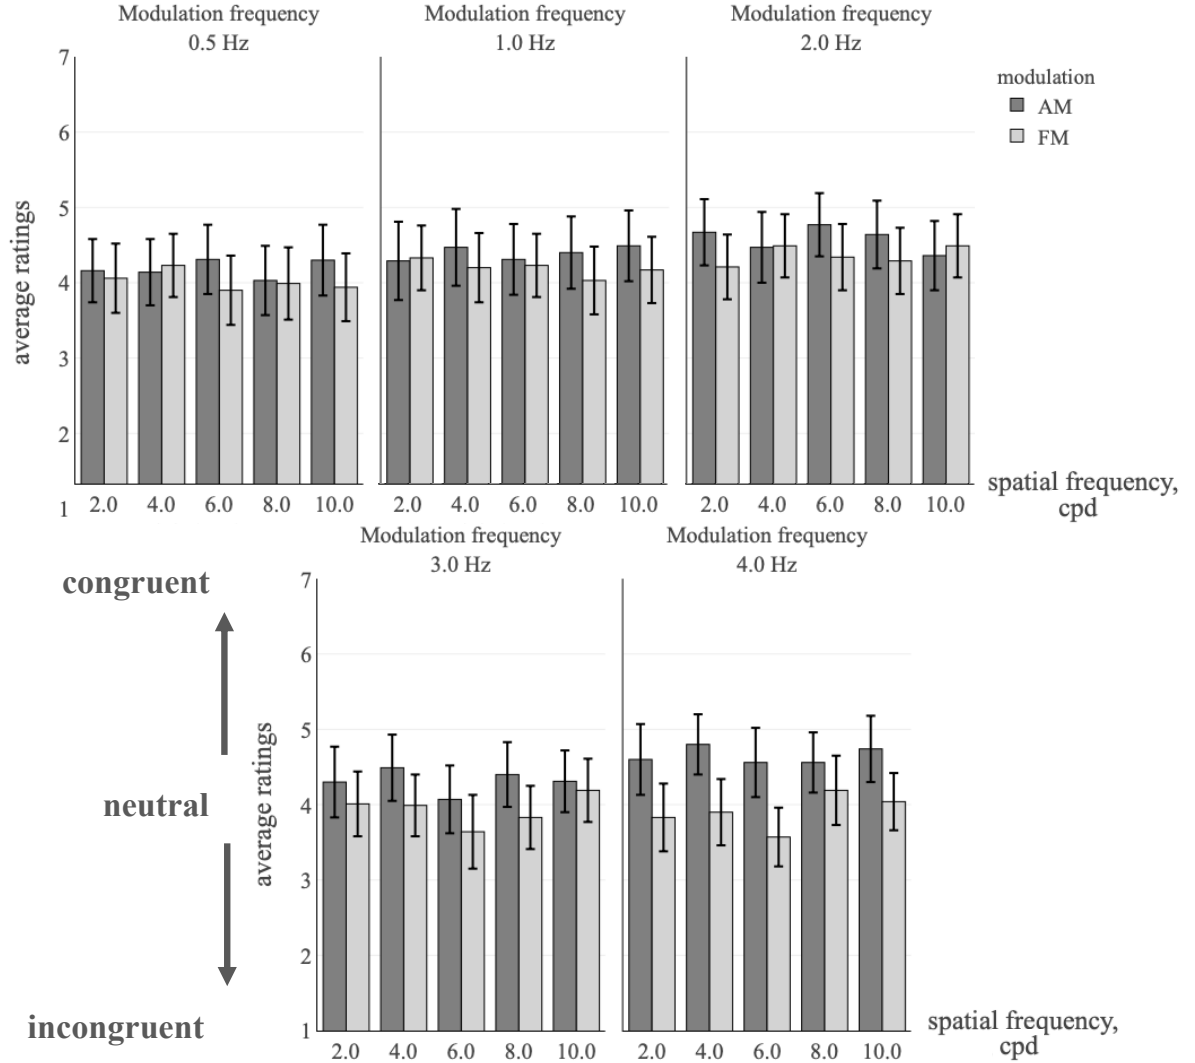 Modulation frequency Modulation frequency Modulation frequency
0.5 Hz 1.0 Hz 2.0 Hz
7
modulation
AM
6
FM
5
average ratings
4
3
2
1
2.0 4.0 6.0 8.0 10.0 2.0 4.0 6.0 8.0 10.0 2.0 4.0 6.0 8.0 10.0
spatial frequency,
cpd
Modulation frequency Modulation frequency
3.0 Hz 4.0 Hz
congruent
neutral
incongruent
7
6
5
average ratings
4
3
2
1
2.0 4.0 6.0 8.0 10.0 2.0 4.0 6.0 8.0 10.0
spatial frequency,
cpd